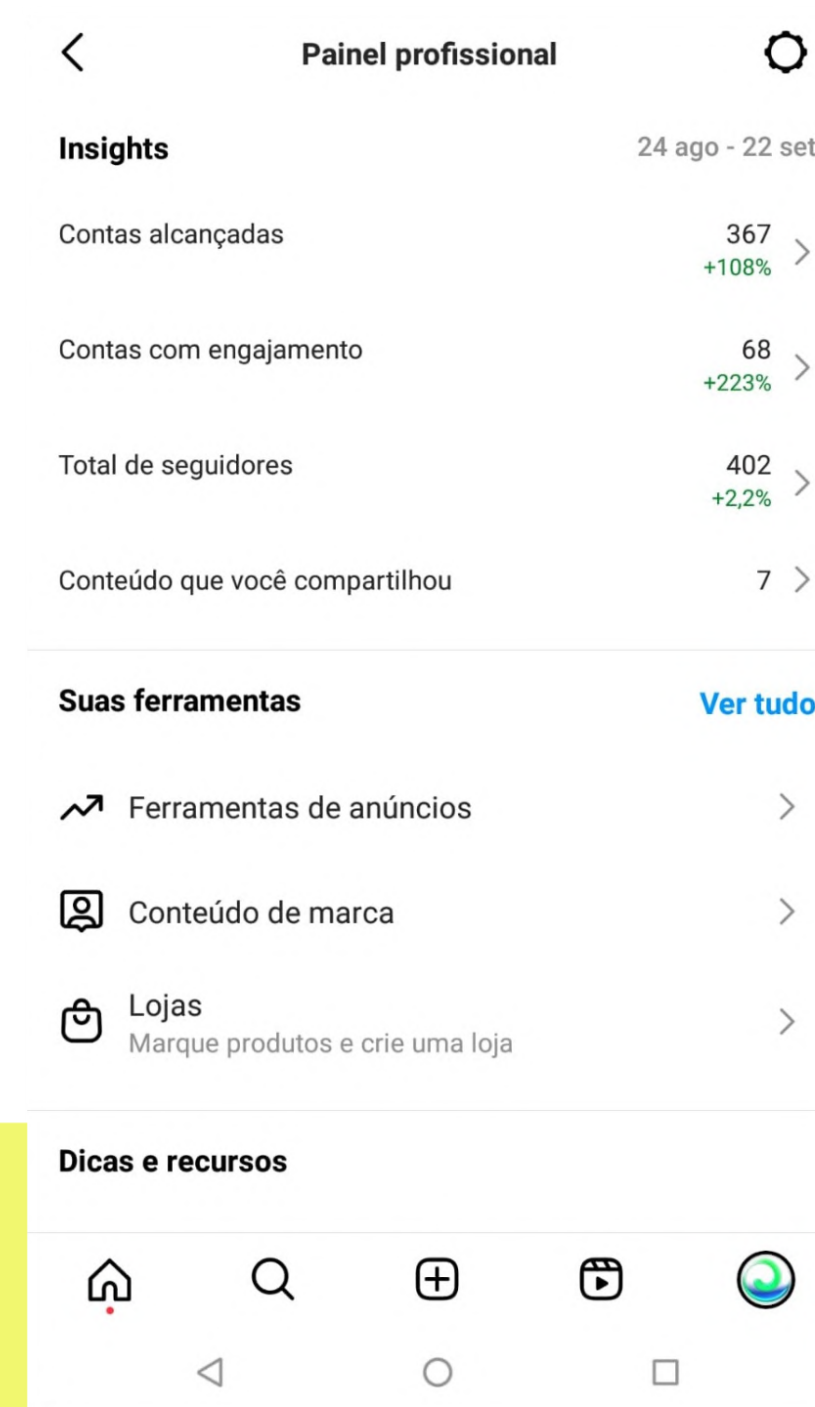 Painel profissional
Insights
24 ago - 22 set
Contas alcançadas
367
+108%
Contas com engajamento
68
+223%
Total de seguidores
402
+2,2%
Conteúdo que você compartilhou
7
Suas ferramentas
Ver tudo
Ferramentas de anúncios
Conteúdo de marca
Lojas
Marque produtos e crie uma loja
Dicas e recursos